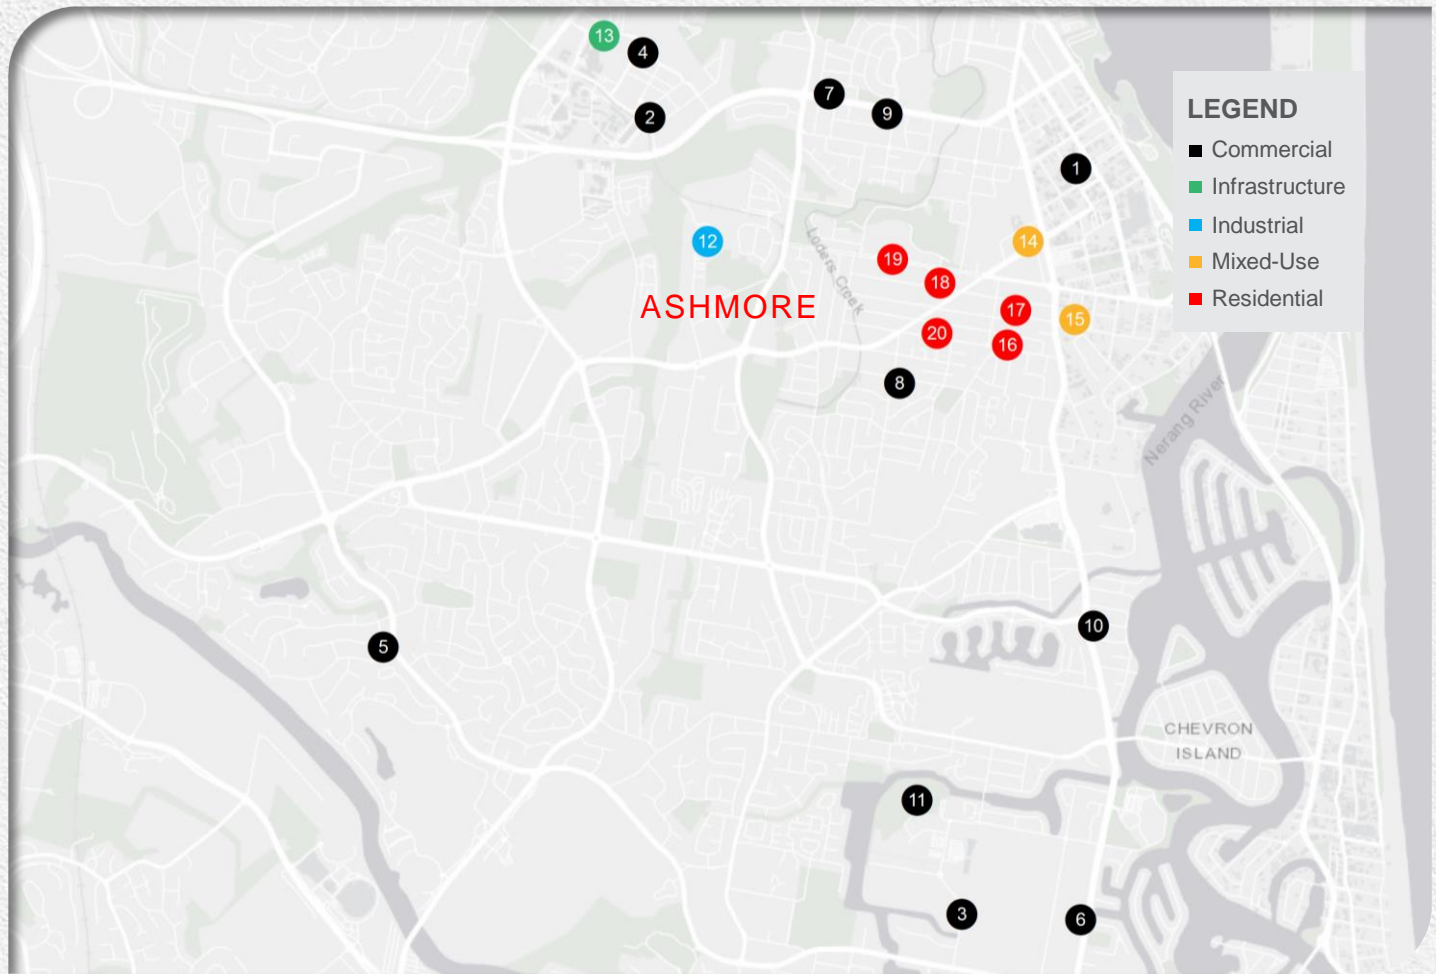 13
4
7
2
9
LEGEND
1
Commercial
Infrastructure
Industrial
12
14
Mixed-Use
Loders Creek
19
18
Residential
ASHMORE
17
15
20
16
8
Nerang River
10
5
CHEVRON
ISLAND
11
3
6